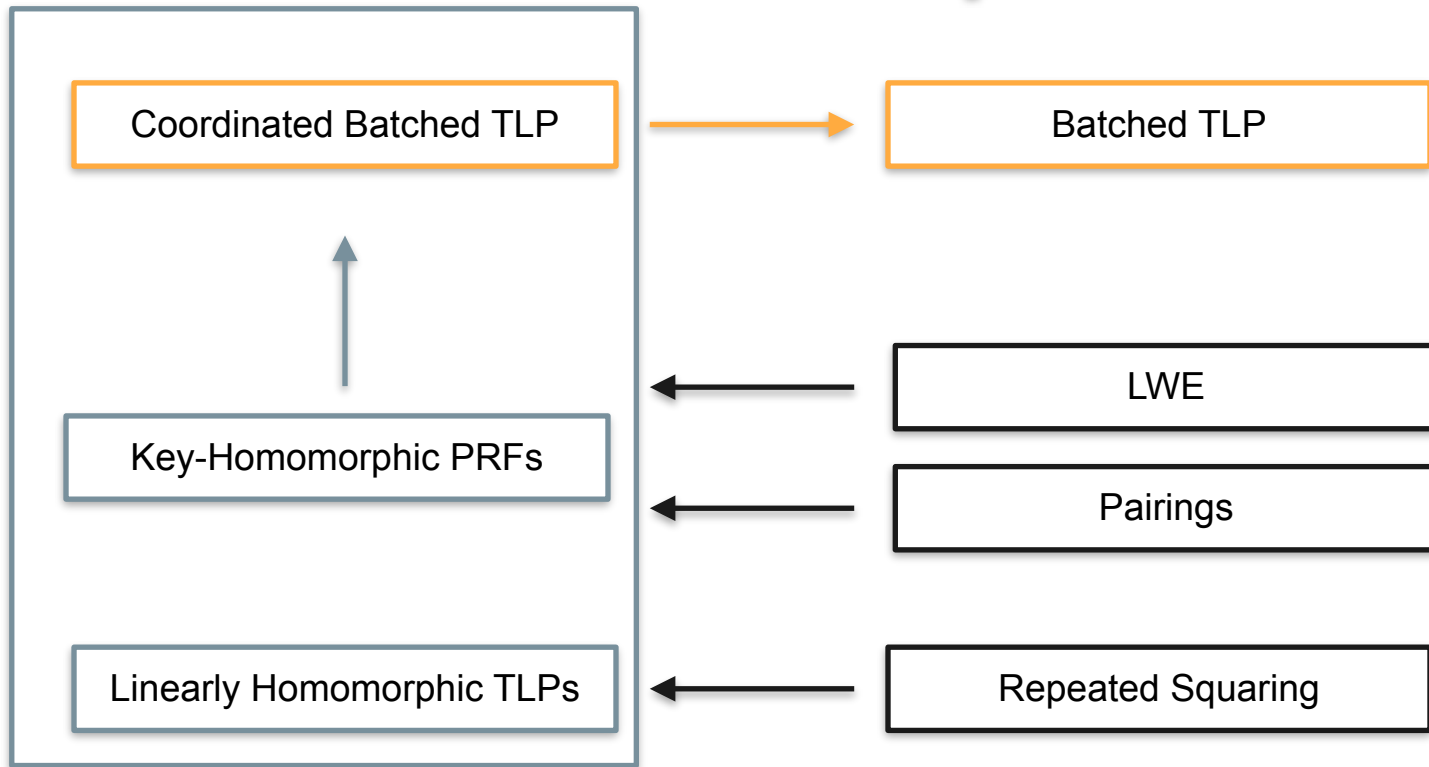 Coordinated Batched TLP
Batched TLP
LWE
Key-Homomorphic PRFs
Pairings
Linearly Homomorphic TLPs
Repeated Squaring